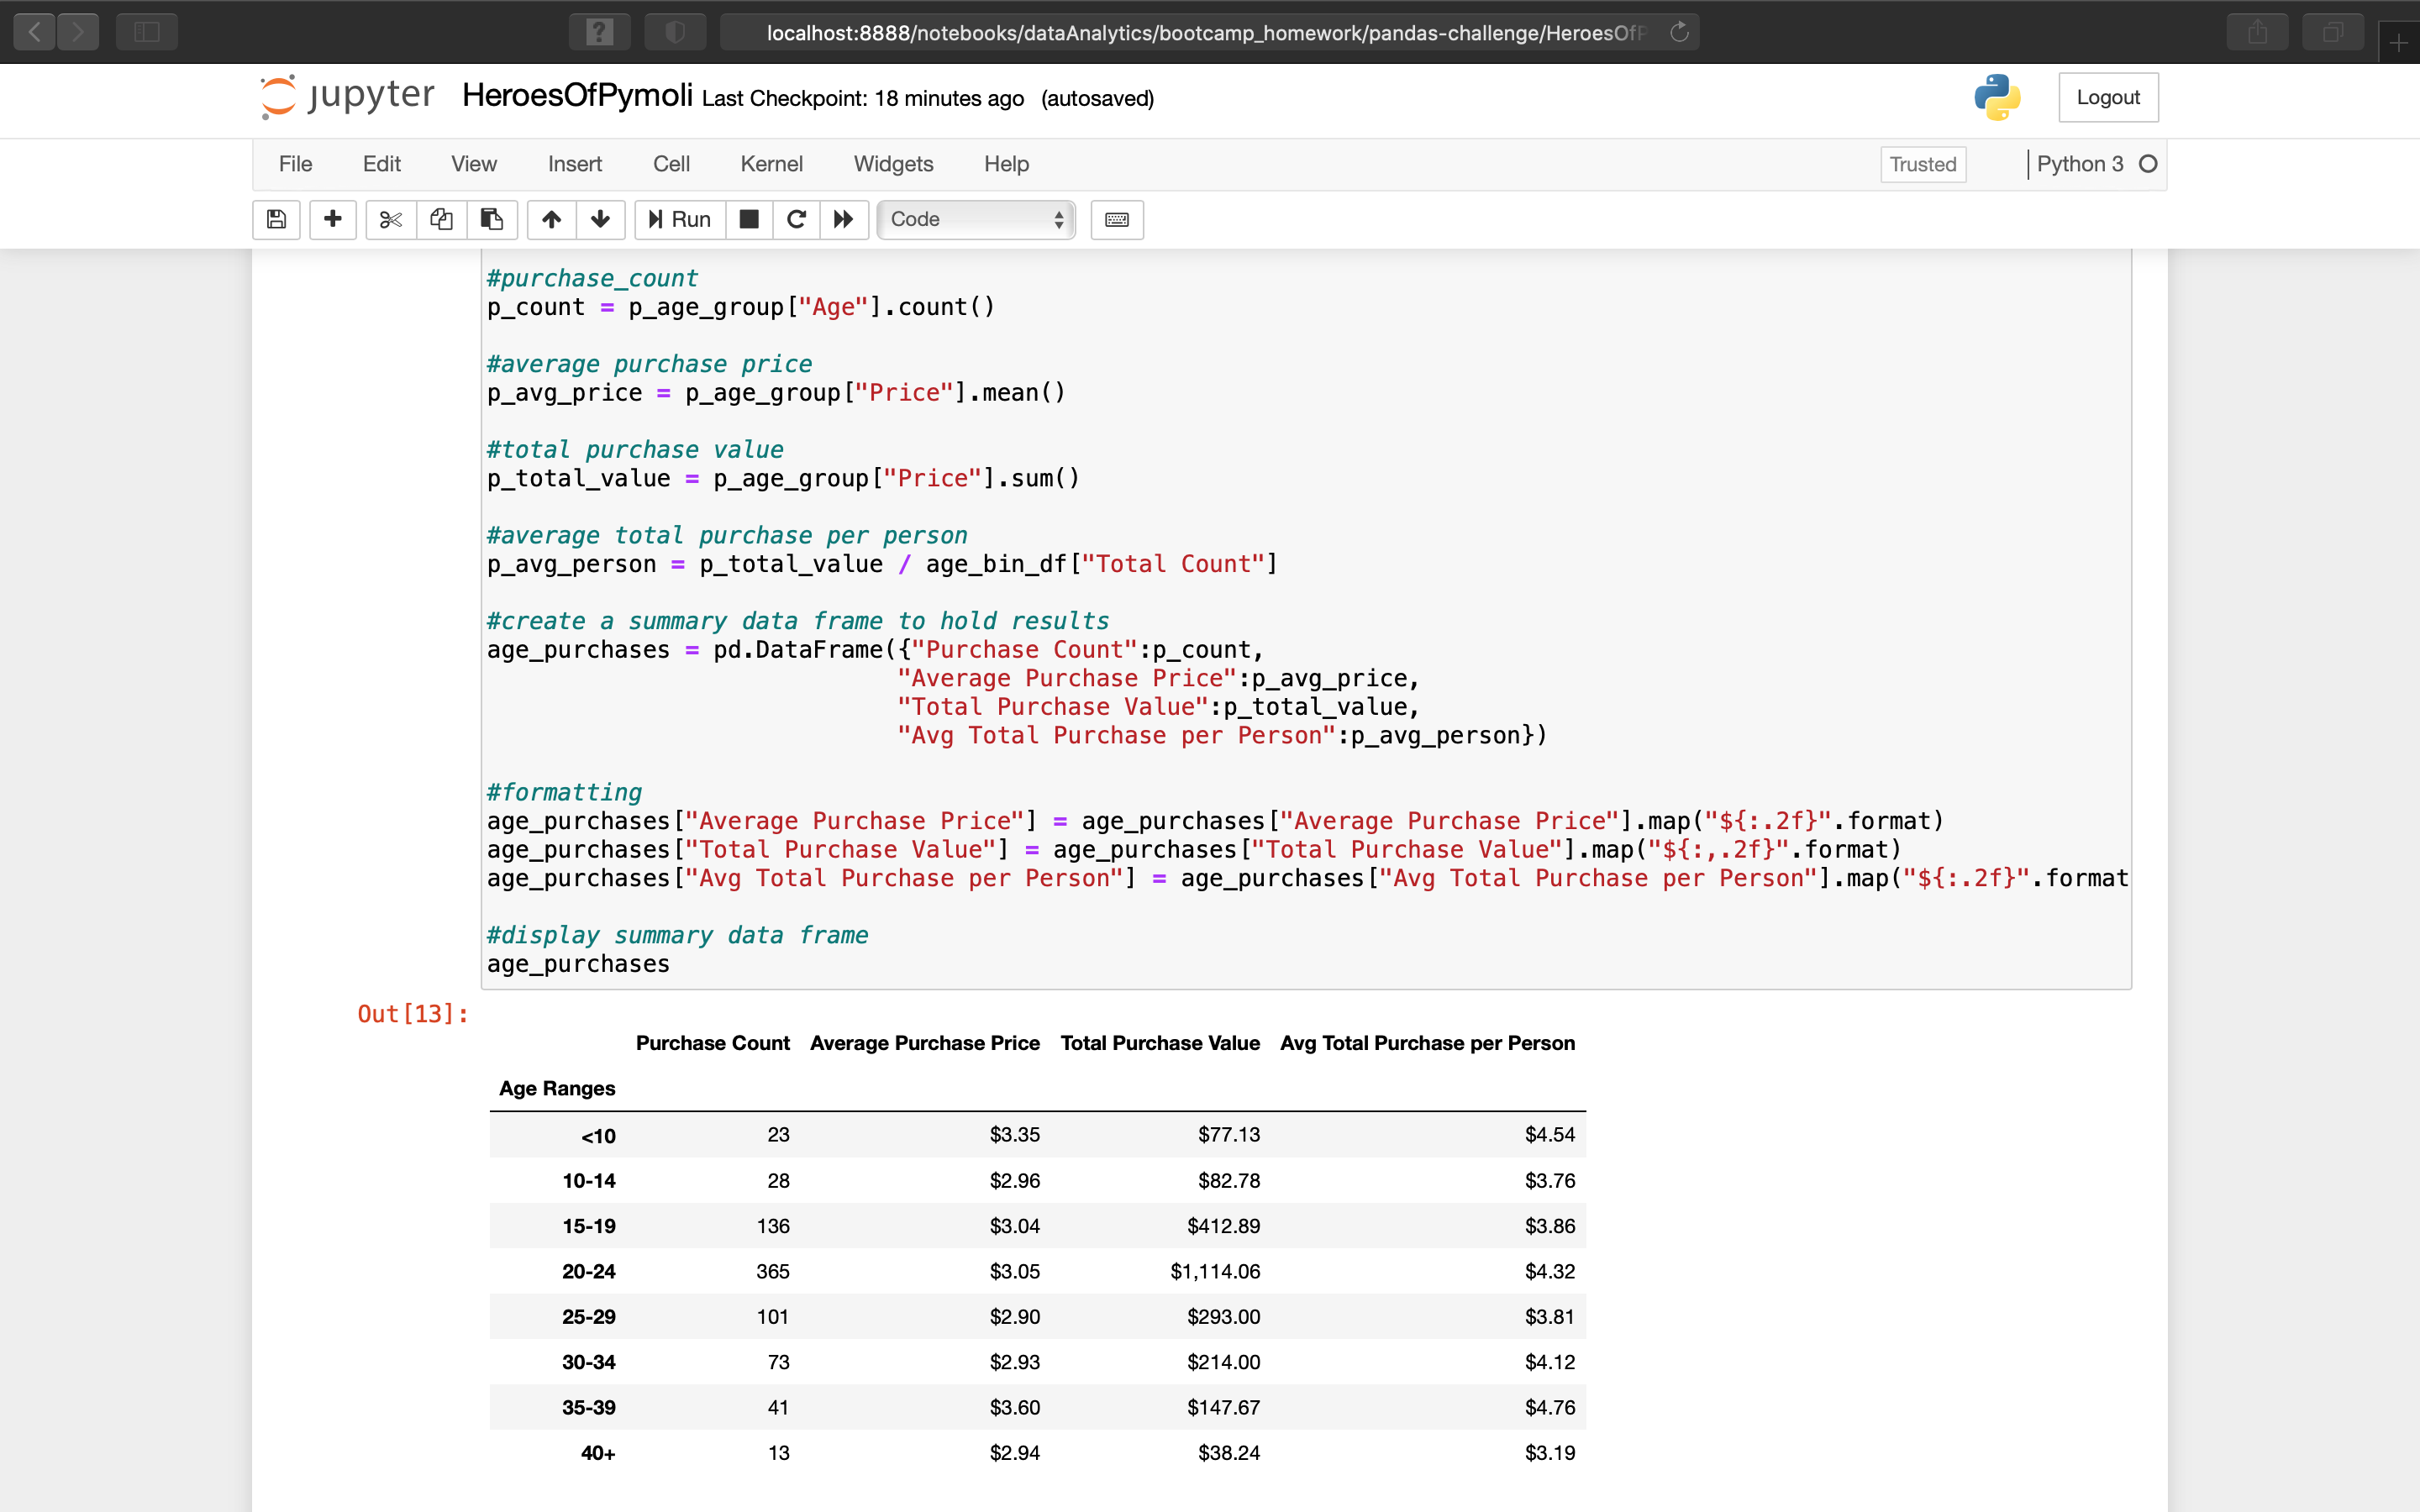 localhost:8888/notebooks/dataAnalytics/bootcamp_homework/pandas-challenge/HeroesOfP
jupyter HeroesOfPymoli Last Checkpoint: 18 minutes ago (autosaved)
Logout
File Edit View Insert Cell Kernel Widgets Help Trusted Python 3
Run Code
#purchase_count
p_count = p_age_group["Age"].count()
#average purchase price
p_avg_price = p_age_group["Price"].mean()
#total purchase value
p_total_value = p_age_group["Price"].sum()
#average total purchase per person
p_avg_person = p_total_value / age_bin_df["Total Count"]
#create a summary data frame to hold results
age_purchases = pd.DataFrame({"Purchase Count":p_count,
"Average Purchase Price":p_avg_price,
"Total Purchase Value":p_total_value,
"Avg Total Purchase per Person":p_avg_person})
#formatting
age_purchases["Average Purchase Price"] = age_purchases["Average Purchase Price"].map("${:.2f}".format)
age_purchases["Total Purchase Value"] = age_purchases["Total Purchase Value"].map("${:,.2f}".format)
age_purchases["Avg Total Purchase per Person"] = age_purchases["Avg Total Purchase per Person"].map("${:.2f}".format
#display summary data frame
age_purchases
Out[13]:
Purchase Count Average Purchase Price Total Purchase Value Avg Total Purchase per Person
Age Ranges
<10 23 $3.35 $77.13 $4.54
10-14 28 $2.96 $82.78 $3.76
15-19 136 $3.04 $412.89 $3.86
20-24 365 $3.05 $1,114.06 $4.32
25-29 101 $2.90 $293.00 $3.81
30-34 73 $2.93 $214.00 $4.12
35-39 41 $3.60 $147.67 $4.76
40+ 13 $2.94 $38.24 $3.19